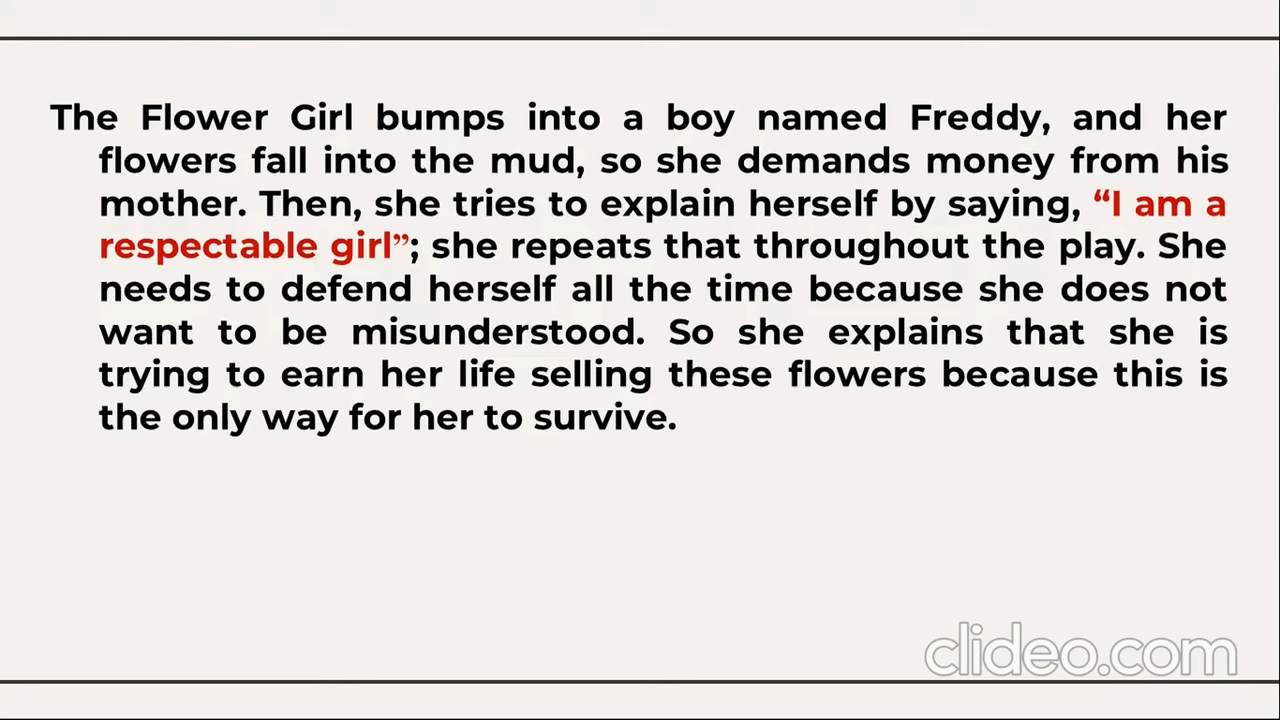 The Flower Girl bumps into a boy named Freddy, and her
flowers fall into the mud, so she demands money from his
mother. Then, she tries to explain herself by saying, “I am a
respectable girl”; she repeats that throughout the play. She
needs to defend herself all the time because she does not
want to be misunderstood. So she explains that she is
trying to earn her life selling these flowers because this is
the only way for her to survive.
clideo.com